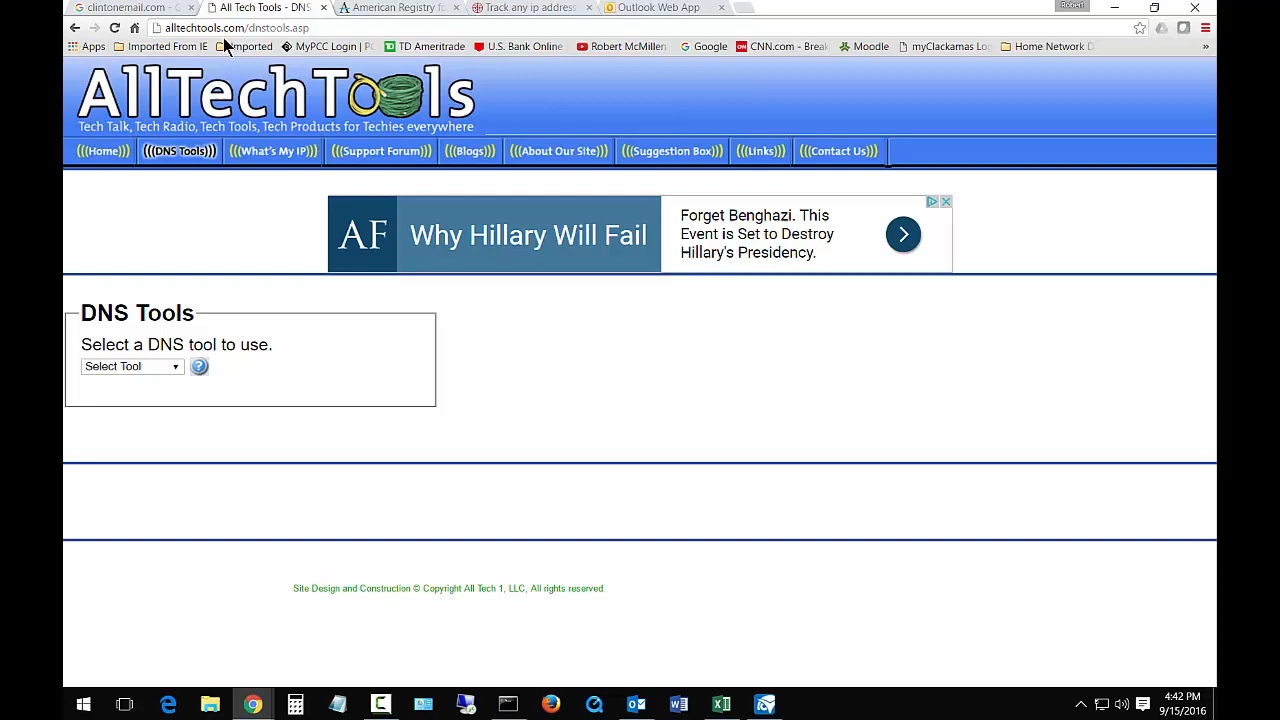 clintonemail.com - G
All Tech Tools - DNS
American Registry fo
Track any ip address
Outlook Web App
Robert
alltechtools.com/dnstools.asp
Apps Imported From IE Imported MyPCC Login | PC TD Ameritrade U.S. Bank Online Robert McMillen Google CNN.com - Break Moodle myClackamas Lo Home Network D »
AllTechTools
Tech Talk, Tech Radio, Tech Tools, Tech Products for Techies everywhere
(((Home))) (((DNS Tools))) (((What's My IP))) (((Support Forum))) (((Blogs))) (((About Our Site))) (((Suggestion Box))) (((Links))) (((Contact Us)))
AF Why Hillary Will Fail
Forget Benghazi. This
Event is Set to Destroy
Hillary's Presidency.
DNS Tools
Select a DNS tool to use.
Select Tool
Site Design and Construction © Copyright All Tech 1, LLC, All rights reserved.
4:42 PM
9/15/2016